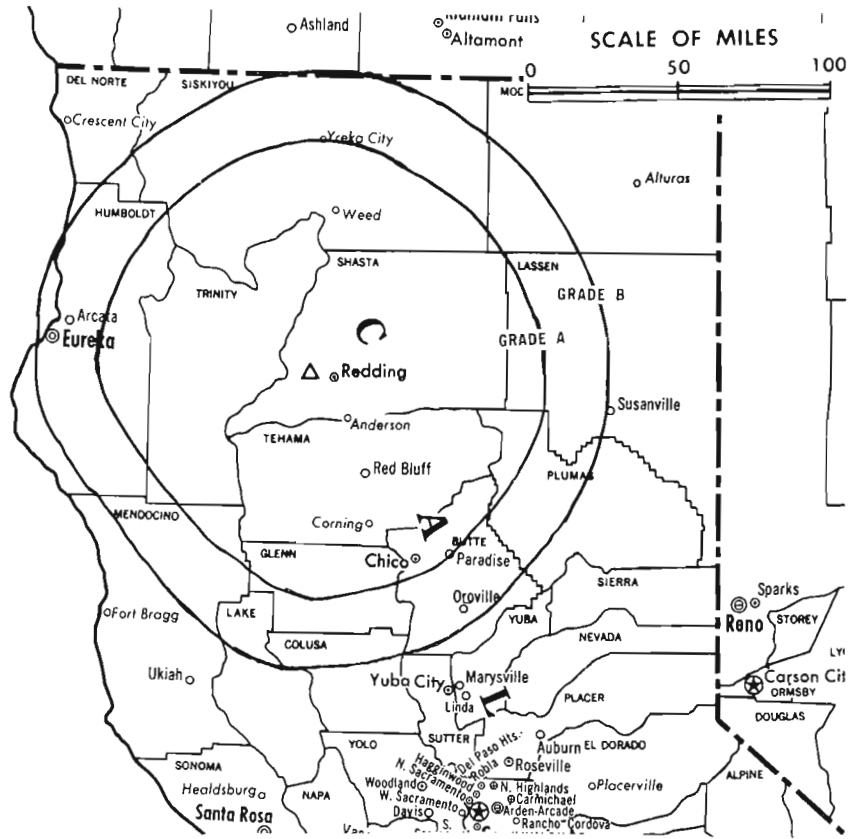 Ashland
Altamont
SCALE OF MILES
0 50 100
DEL NORTE
SISKIYOU
MOC
Crescent City
Yreka City
Alturas
HUMBOLDT
Weed
SHASTA
LASSEN
TRINITY
GRADE B
Arcata
Eureka
C
GRADE A
Redding
Susanville
Anderson
TEHAMA
Red Bluff
PLUMAS
MENDOCINO
Corning
A
BUTTE
GLENN
Chico
Paradise
SIERRA
Sparks
Fort Bragg
LAKE
Oroville
YUBA
Reno
STOREY
COLUSA
NEVADA
LY
Ukiah
Yuba City
Marysville
Carson Cit
Linda
L
PLACER
ORMSBY
DOUGLAS
SUTTER
YOLO
Del Paso Hts.
Auburn
EL DORADO
SONOMA
Hagginwood
Robla
Roseville
ALPINE
N. Sacramento
Healdsburg
NAPA
Woodland
N. Highlands
Placerville
W. Sacramento
Carmichael
Santa Rosa
Davis
Arden-Arcade
S.
Rancho-Cordova